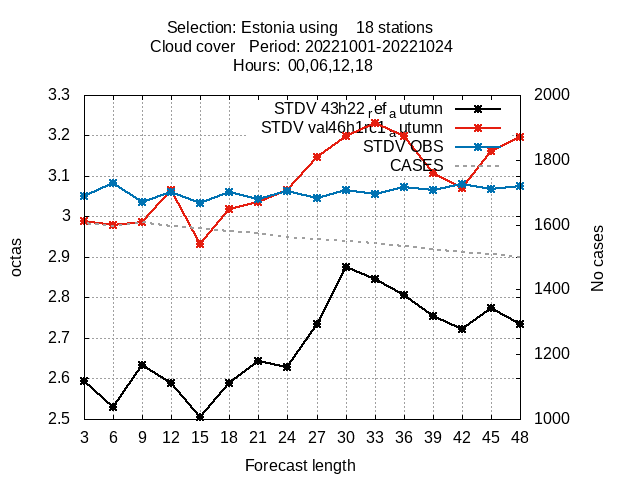 Selection: Estonia using    18 stations
Cloud cover   Period: 20221001-20221024
Hours:  00,06,12,18
3.3
3.2
3.1
3
2.9
2.8
2.7
2.6
2.5
octas
STDV 43h22ref autumn
STDV val46h1rc1autumn
STDV OBS
CASES
2000
1800
1600
1400
1200
1000
No cases
3 6 9 12 15 18 21 24 27 30 33 36 39 42 45 48
Forecast length